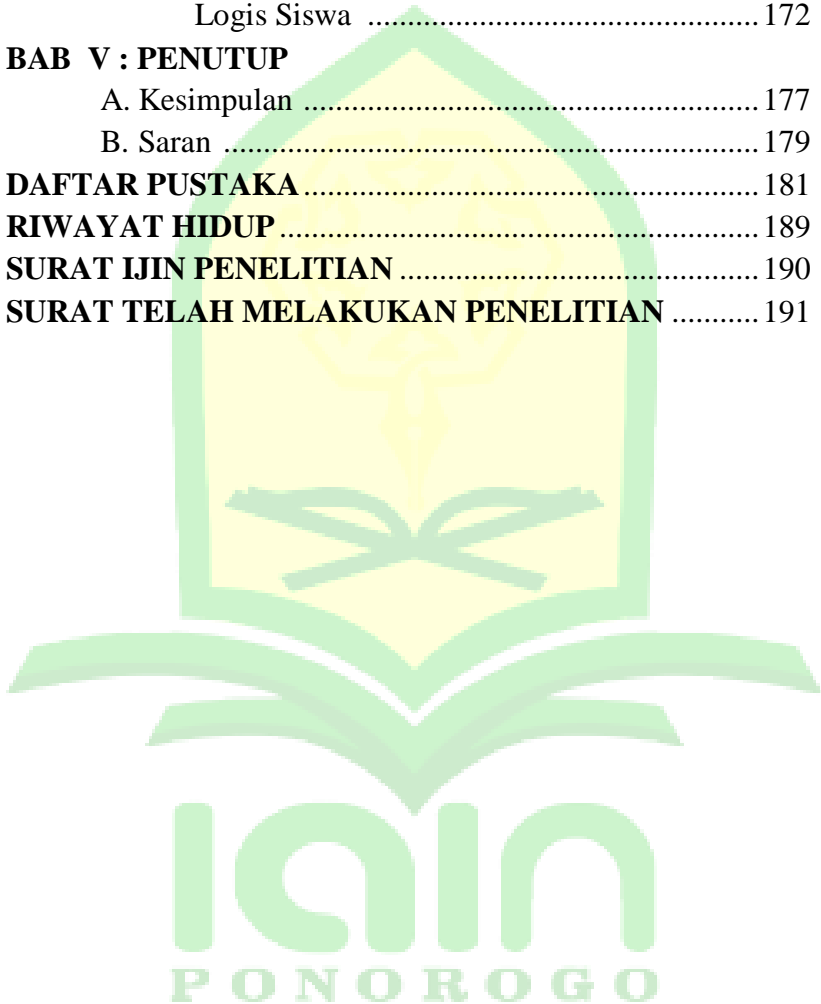 Logis Siswa ................................................ 172
BAB V : PENUTUP
A. Kesimpulan ......................................................... 177
B. Saran ................................................................... 179
DAFTAR PUSTAKA ......................................................... 181
RIWAYAT HIDUP ............................................................ 189
SURAT IJIN PENELITIAN ............................................. 190
SURAT TELAH MELAKUKAN PENELITIAN ........... 191
iain
PONOROGO